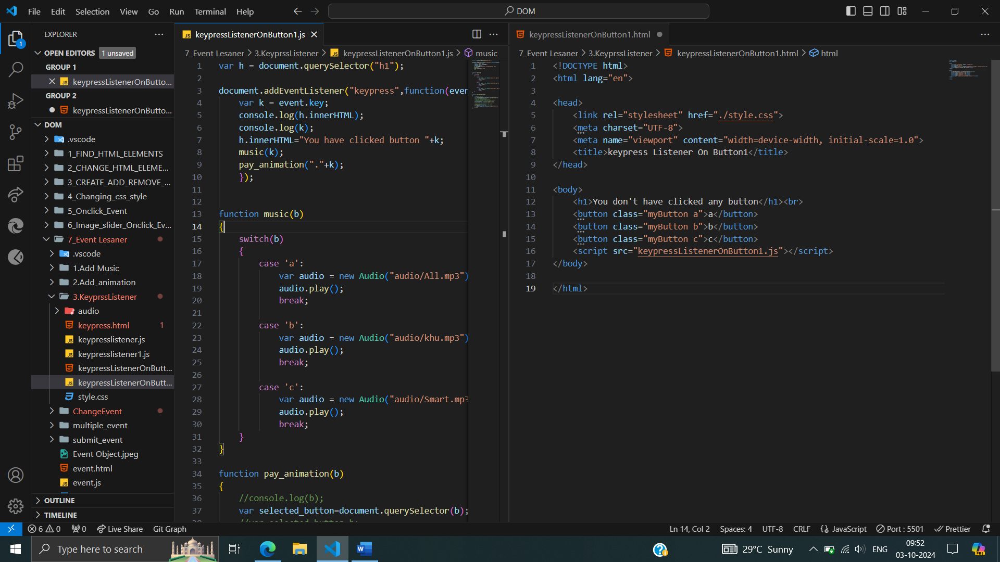 File Edit Selection View Go Run Terminal Help
DOM
EXPLORER
OPEN EDITORS 1 unsaved
GROUP 1
keypressListenerOnButto...
GROUP 2
keypressListenerOnButto...
DOM
.vscode
1_FIND_HTML_ELEMENTS
2_CHANGE_HTML_ELEME...
3_CREATE_ADD_REMOVE_...
4_Changing_css_style
5_Onclick_Event
6_Image_slider_Onclick_Ev...
7_Event Lesaner
.vscode
1.Add Music
2.Add_animation
3.KeyprssListener
audio
keypress.html 1
keypresslistener.js
keypresslistener1.js
keypressListenerOnButt...
keypressListenerOnButt...
style.css
ChangeEvent
multiple_event
submit_event
Event Object.jpeg
event.html
event.js
OUTLINE
TIMELINE
keypressListenerOnButton1.js
7_Event Lesaner > 3.KeyprssListener > keypressListenerOnButton1.js > music
1 var h = document.querySelector("h1");
2
3 document.addEventListener("keypress",function(even
4 var k = event.key;
5 console.log(h.innerHTML);
6 console.log(k);
7 h.innerHTML="You have clicked button "+k;
8 music(k);
9 pay_animation("."+k);
10 });
11
12
13 function music(b)
14 {
15 switch(b)
16 {
17 case 'a':
18 var audio = new Audio("audio/All.mp3")
19 audio.play();
20 break;
21
22 case 'b':
23 var audio = new Audio("audio/khu.mp3")
24 audio.play();
25 break;
26
27 case 'c':
28 var audio = new Audio("audio/Smart.mp3
29 audio.play();
30 break;
31 }
32 }
33
34 function pay_animation(b)
35 {
36 //console.log(b);
37 var selected_button=document.querySelector(b);
keypressListenerOnButton1.html
7_Event Lesaner > 3.KeyprssListener > keypressListenerOnButton1.html > html
1 <!DOCTYPE html>
2 <html lang="en">
3
4 <head>
5 <link rel="stylesheet" href="./style.css">
6 <meta charset="UTF-8">
7 <meta name="viewport" content="width=device-width, initial-scale=1.0">
8 <title>keypress Listener On Button1</title>
9 </head>
10
11 <body>
12 <h1>You don't have clicked any button</h1><br>
13 <button class="myButton a">a</button>
14 <button class="myButton b">b</button>
15 <button class="myButton c">c</button>
16 <script src="keypressListenerOnButton1.js"></script>
17 </body>
18
19 </html>
6 0 0 Live Share Git Graph
Ln 14, Col 2 Spaces: 4 UTF-8 CRLF {} JavaScript Port : 5501 Prettier
Type here to search
29°C Sunny
ENG
09:52
03-10-2024
1
PRE